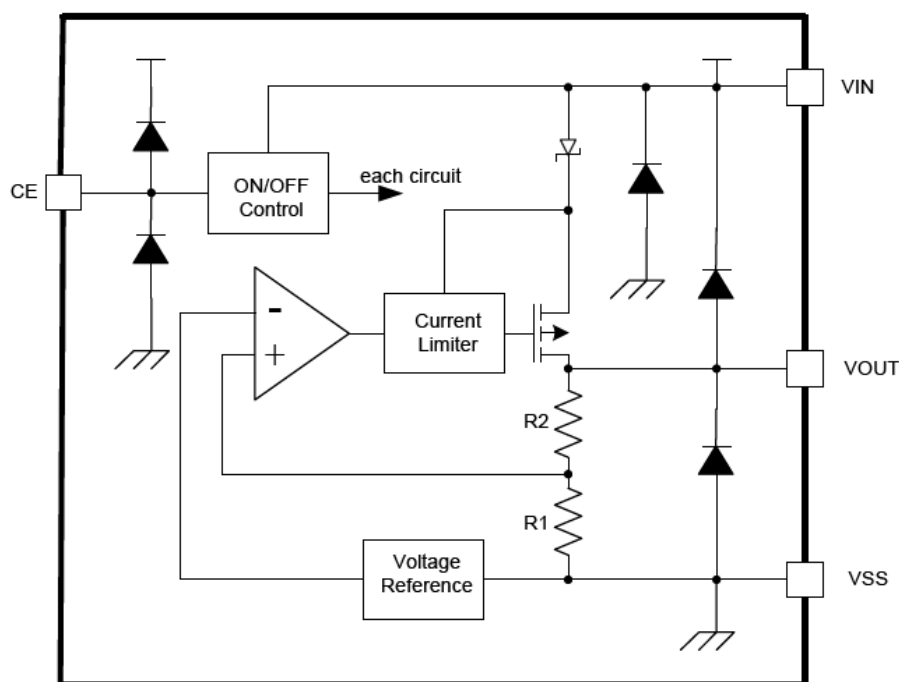 VIN
each circuit
CE
ON/OFF
Control
-
+
Current
Limiter
VOUT
R2
R1
Voltage
Reference
VSS